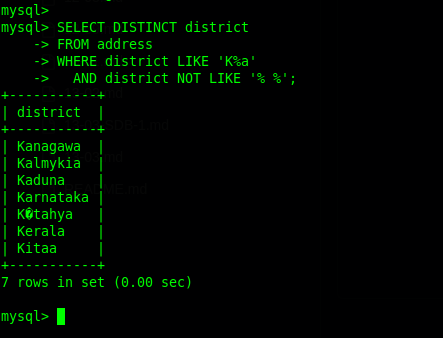 mysql>
mysql> SELECT DISTINCT district
    -> FROM address
    -> WHERE district LIKE 'K%a'
    ->   AND district NOT LIKE '% %';
+-----------+
| district  |
+-----------+
| Kanagawa  |
| Kalmykia  |
| Kaduna    |
| Karnataka |
| K�tahya   |
| Kerala    |
| Kitaa     |
+-----------+
7 rows in set (0.00 sec)
mysql>